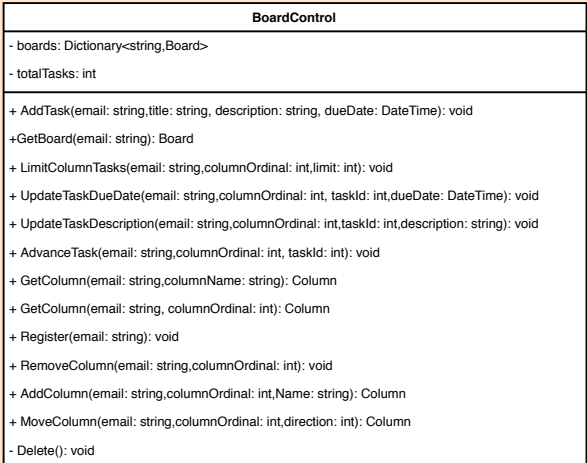 BoardControl
- boards: Dictionary<string,Board>
- totalTasks: int
+ AddTask(email: string,title: string, description: string, dueDate: DateTime): void
+GetBoard(email: string): Board
+ LimitColumnTasks(email: string,columnOrdinal: int,limit: int): void
+ UpdateTaskDueDate(email: string,columnOrdinal: int, taskId: int,dueDate: DateTime): void
+ UpdateTaskDescription(email: string,columnOrdinal: int,taskId: int,description: string): void
+ AdvanceTask(email: string,columnOrdinal: int, taskId: int): void
+ GetColumn(email: string,columnName: string): Column
+ GetColumn(email: string, columnOrdinal: int): Column
+ Register(email: string): void
+ RemoveColumn(email: string,columnOrdinal: int): void
+ AddColumn(email: string,columnOrdinal: int,Name: string): Column
+ MoveColumn(email: string,columnOrdinal: int,direction: int): Column
- Delete(): void